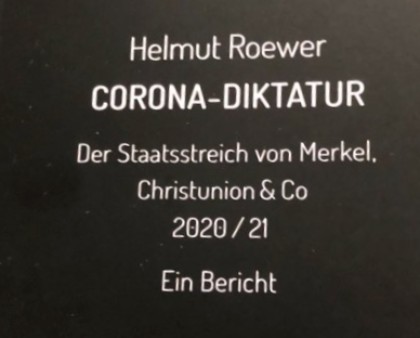 Helmut Roewer
CORONA-DIKTATUR
Der Staatsstreich von Merkel,
Christunion & Co
2020 / 21
Ein Bericht